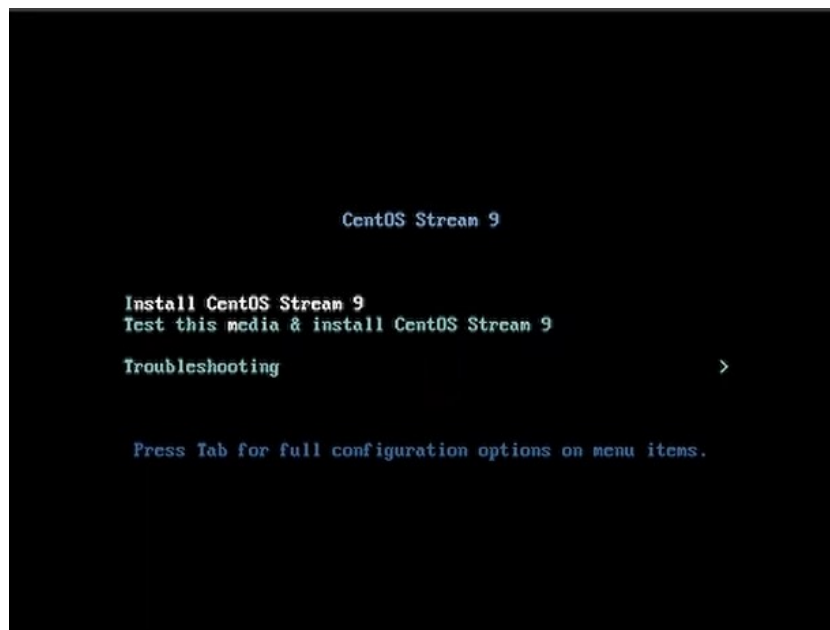 CentOS Stream 9
Install CentOS Stream 9
Test this media & install CentOS Stream 9
Troubleshooting >
Press Tab for full configuration options on menu items.